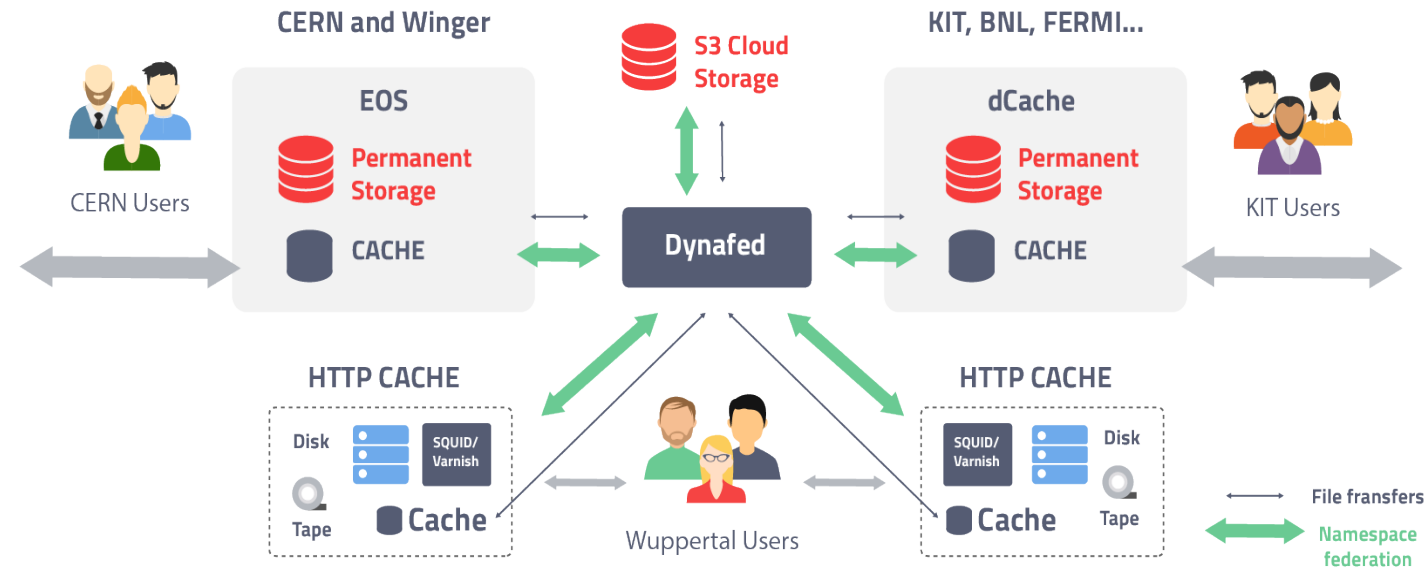 CERN and Winger
KIT, BNL, FERMI...
S3 Cloud
Storage
EOS
Permanent
Storage
CACHE
CERN Users
Dynafed
dCache
Permanent
Storage
CACHE
KIT Users
HTTP CACHE
Disk
SQUID/
Varnish
Tape
Cache
Wuppertal Users
HTTP CACHE
SQUID/
Varnish
Disk
Tape
Cache
File transfers
Namespace
federation